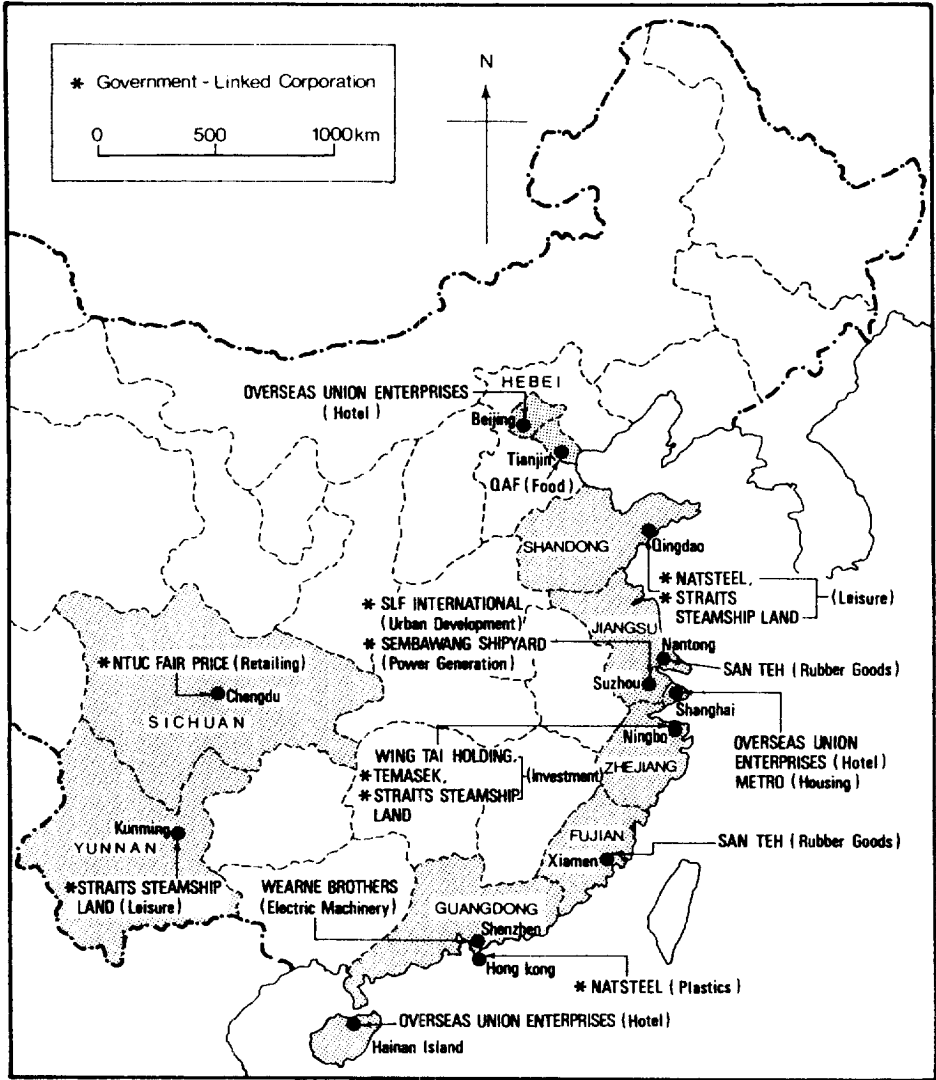 * Government - Linked Corporation
0 500 1000km
N
HEBEI
OVERSEAS UNION ENTERPRISES
(Hotel)
Beijing
Tianjin
QAF (Food)
SHANDONG
Qingdao
* NATSTEEL,
* STRAITS
STEAMSHIP LAND
(Leisure)
* SLF INTERNATIONAL
(Urban Development)
* SEMBAWANG SHIPYARD
(Power Generation)
JIANGSU
Nantong
SAN TEH (Rubber Goods)
Suzhou
Shanghai
OVERSEAS UNION
ENTERPRISES (Hotel)
METRO (Housing)
* NTUC FAIR PRICE (Retailing)
Chengdu
SICHUAN
Ningbo
WING TAI HOLDING,
* TEMASEK,
* STRAITS STEAMSHIP
LAND
(Investment)
ZHEJIANG
FUJIAN
Xiamen
SAN TEH (Rubber Goods)
Kunming
YUNNAN
* STRAITS STEAMSHIP
LAND (Leisure)
WEARNE BROTHERS
(Electric Machinery)
GUANGDONG
Shenzhen
Hong kong
* NATSTEEL (Plastics)
OVERSEAS UNION ENTERPRISES (Hotel)
Hainan Island